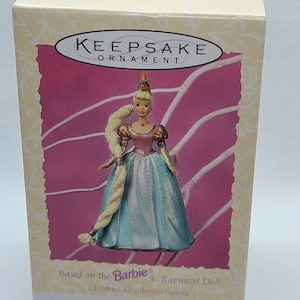 KEEPSAKE
ORNAMENT
Based on the Barbie as Rapunzel Doll
Children's Collector Series